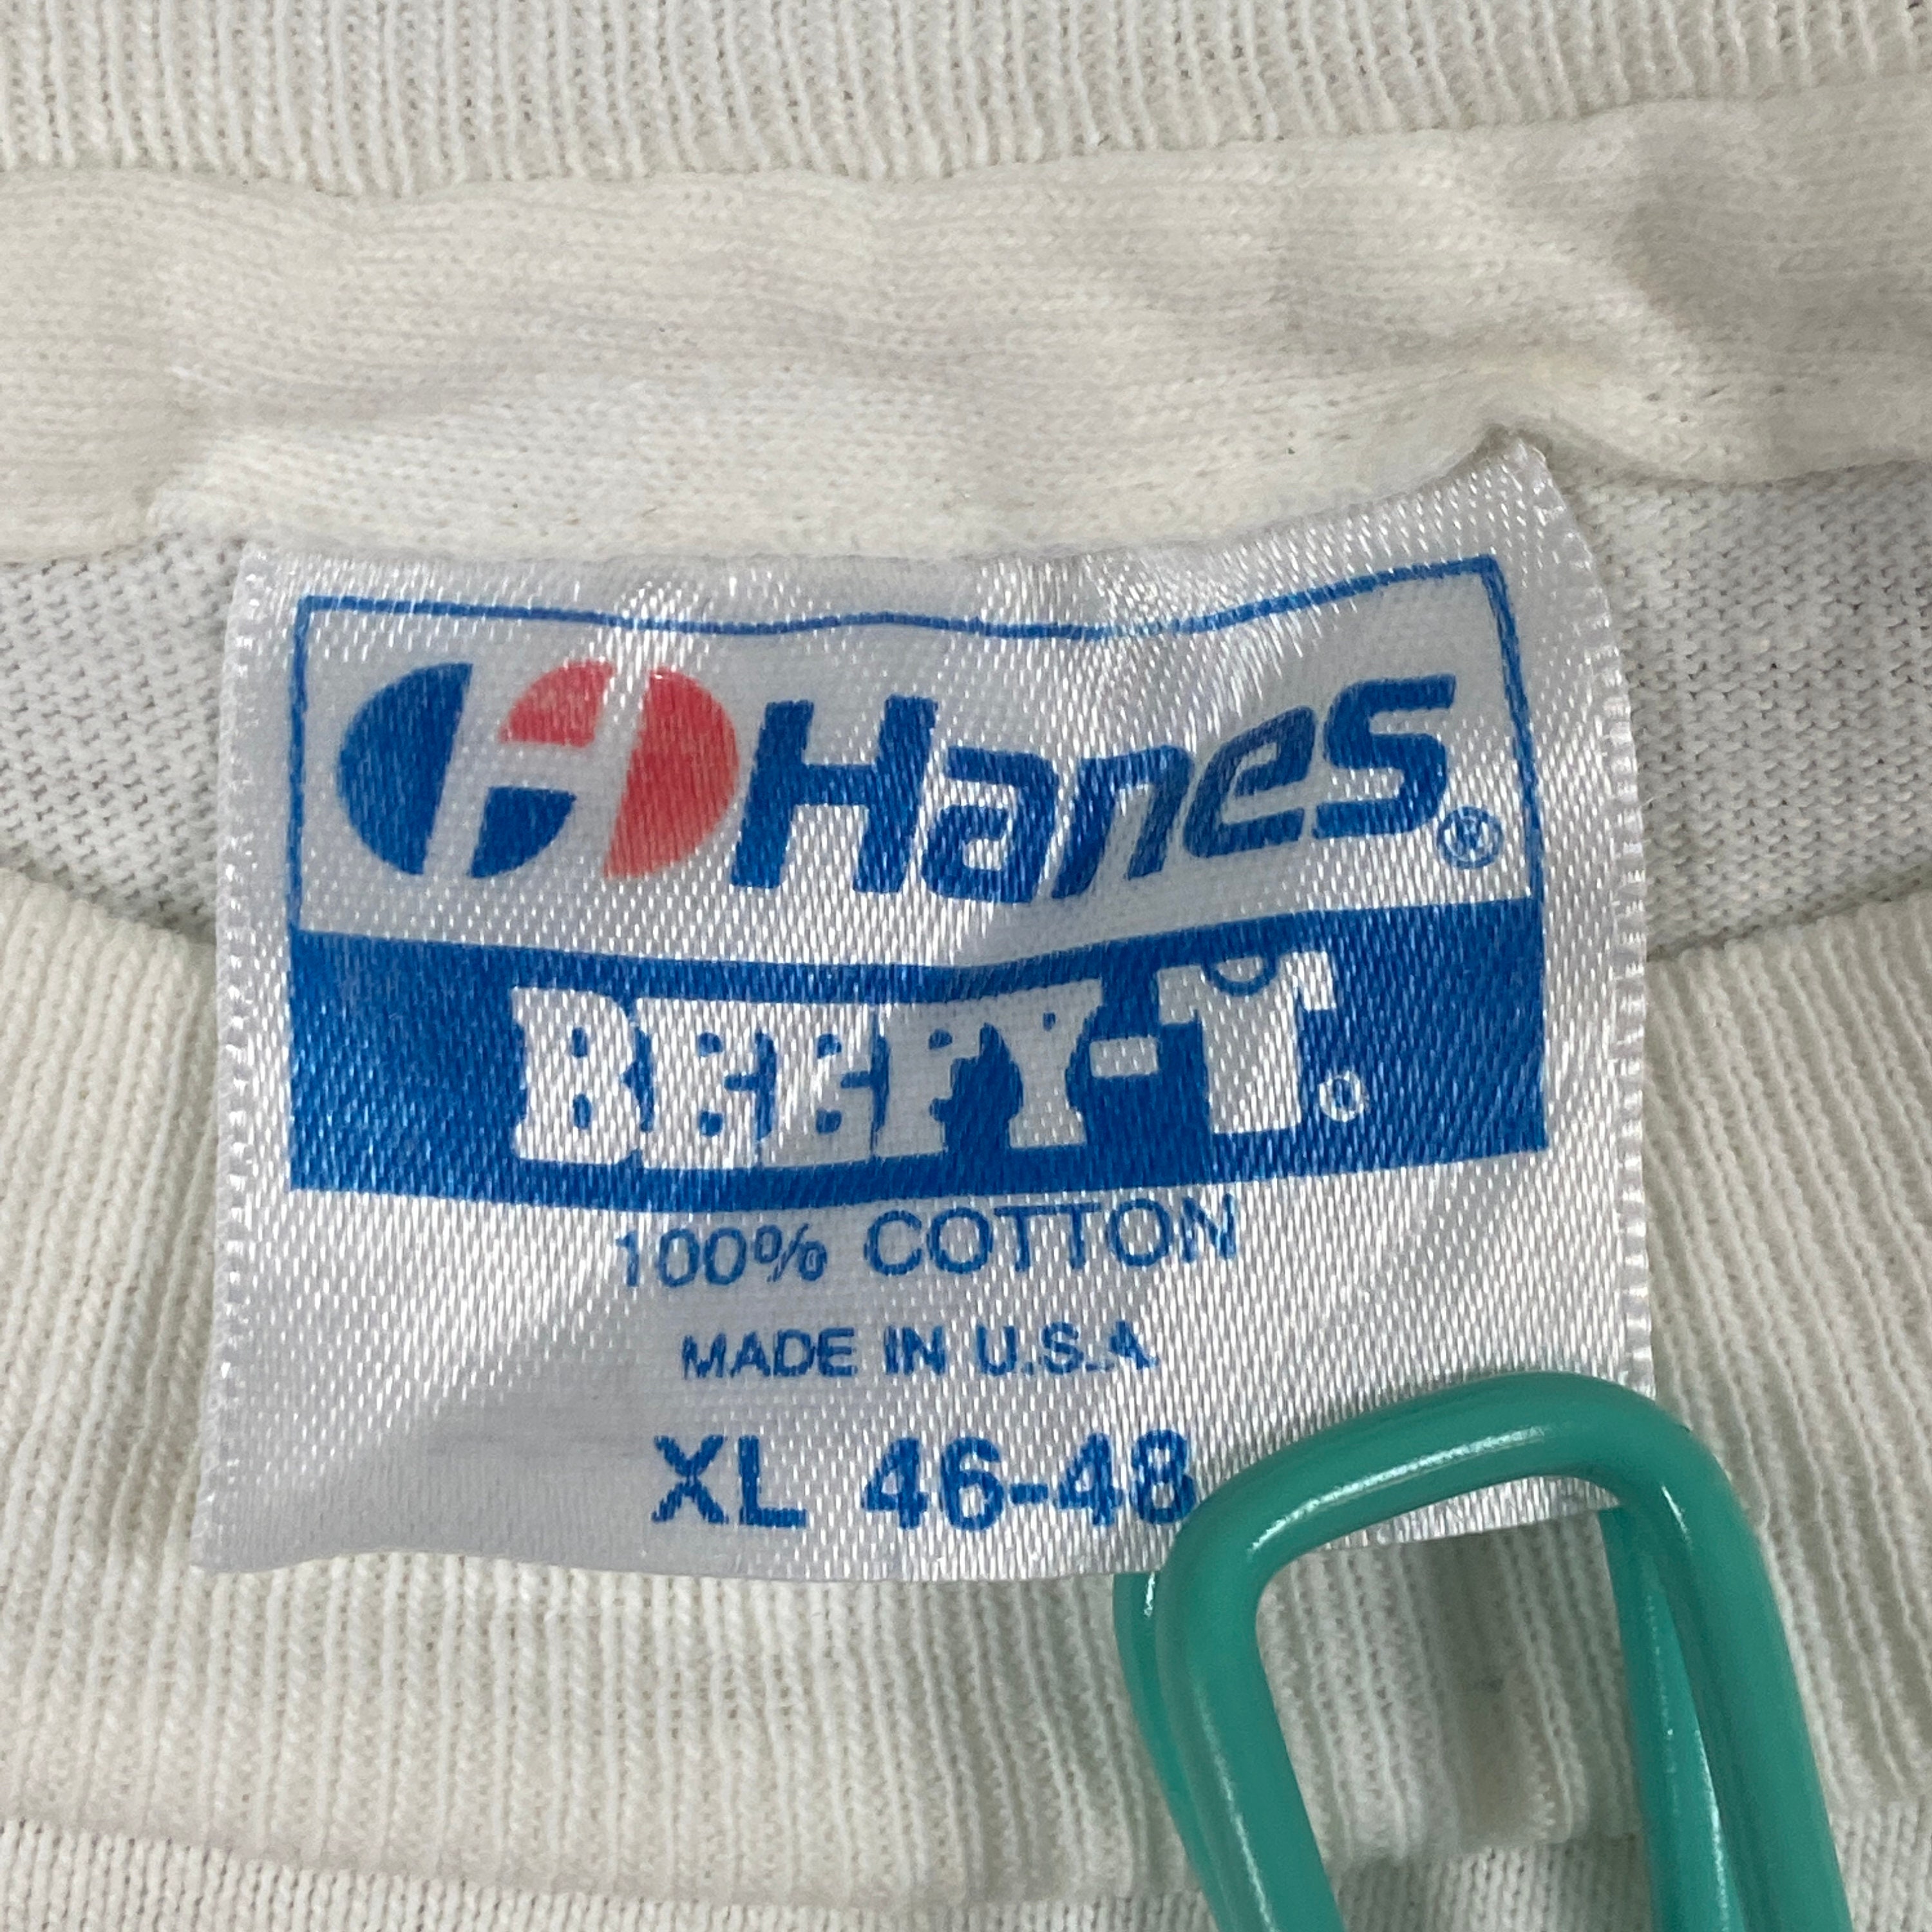 Hanes®
BEEFY-T®
100% COTTON
MADE IN U.S.A.
XL 46-48